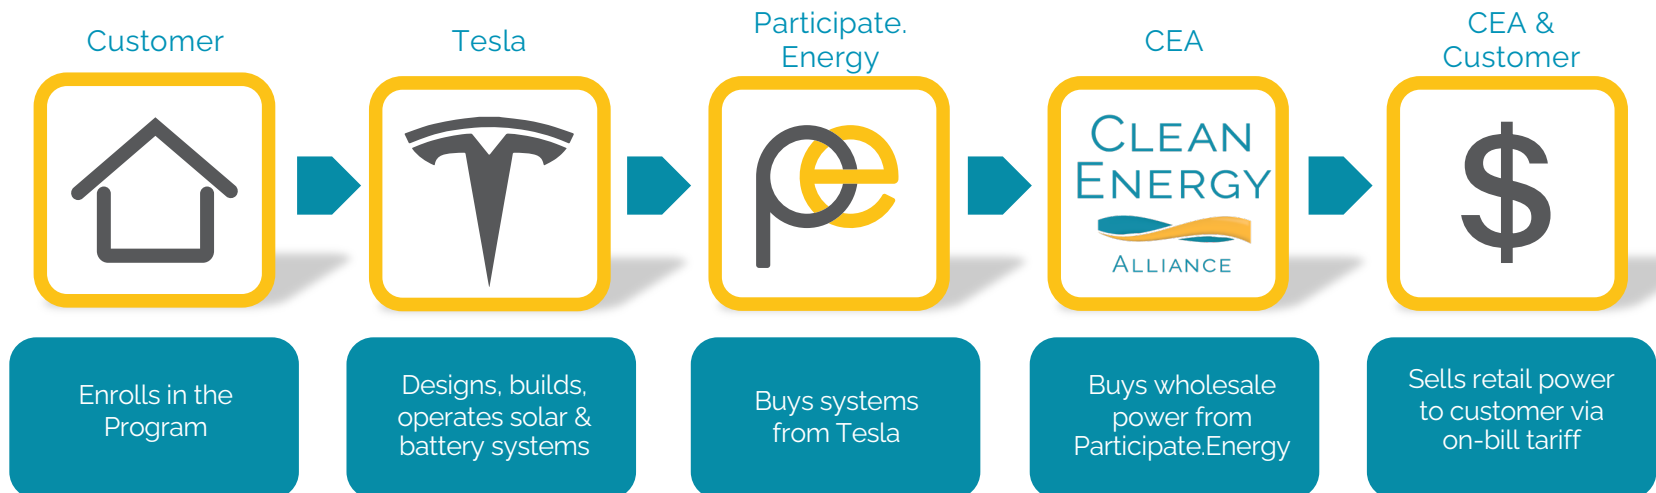 Customer
Tesla
Participate.
Energy
CEA
CEA &
Customer
pe
CLEAN
ENERGY
ALLIANCE
$
Enrolls in the
Program
Designs, builds,
operates solar &
battery systems
Buys systems
from Tesla
Buys wholesale
power from
Participate.Energy
Sells retail power
to customer via
on-bill tariff